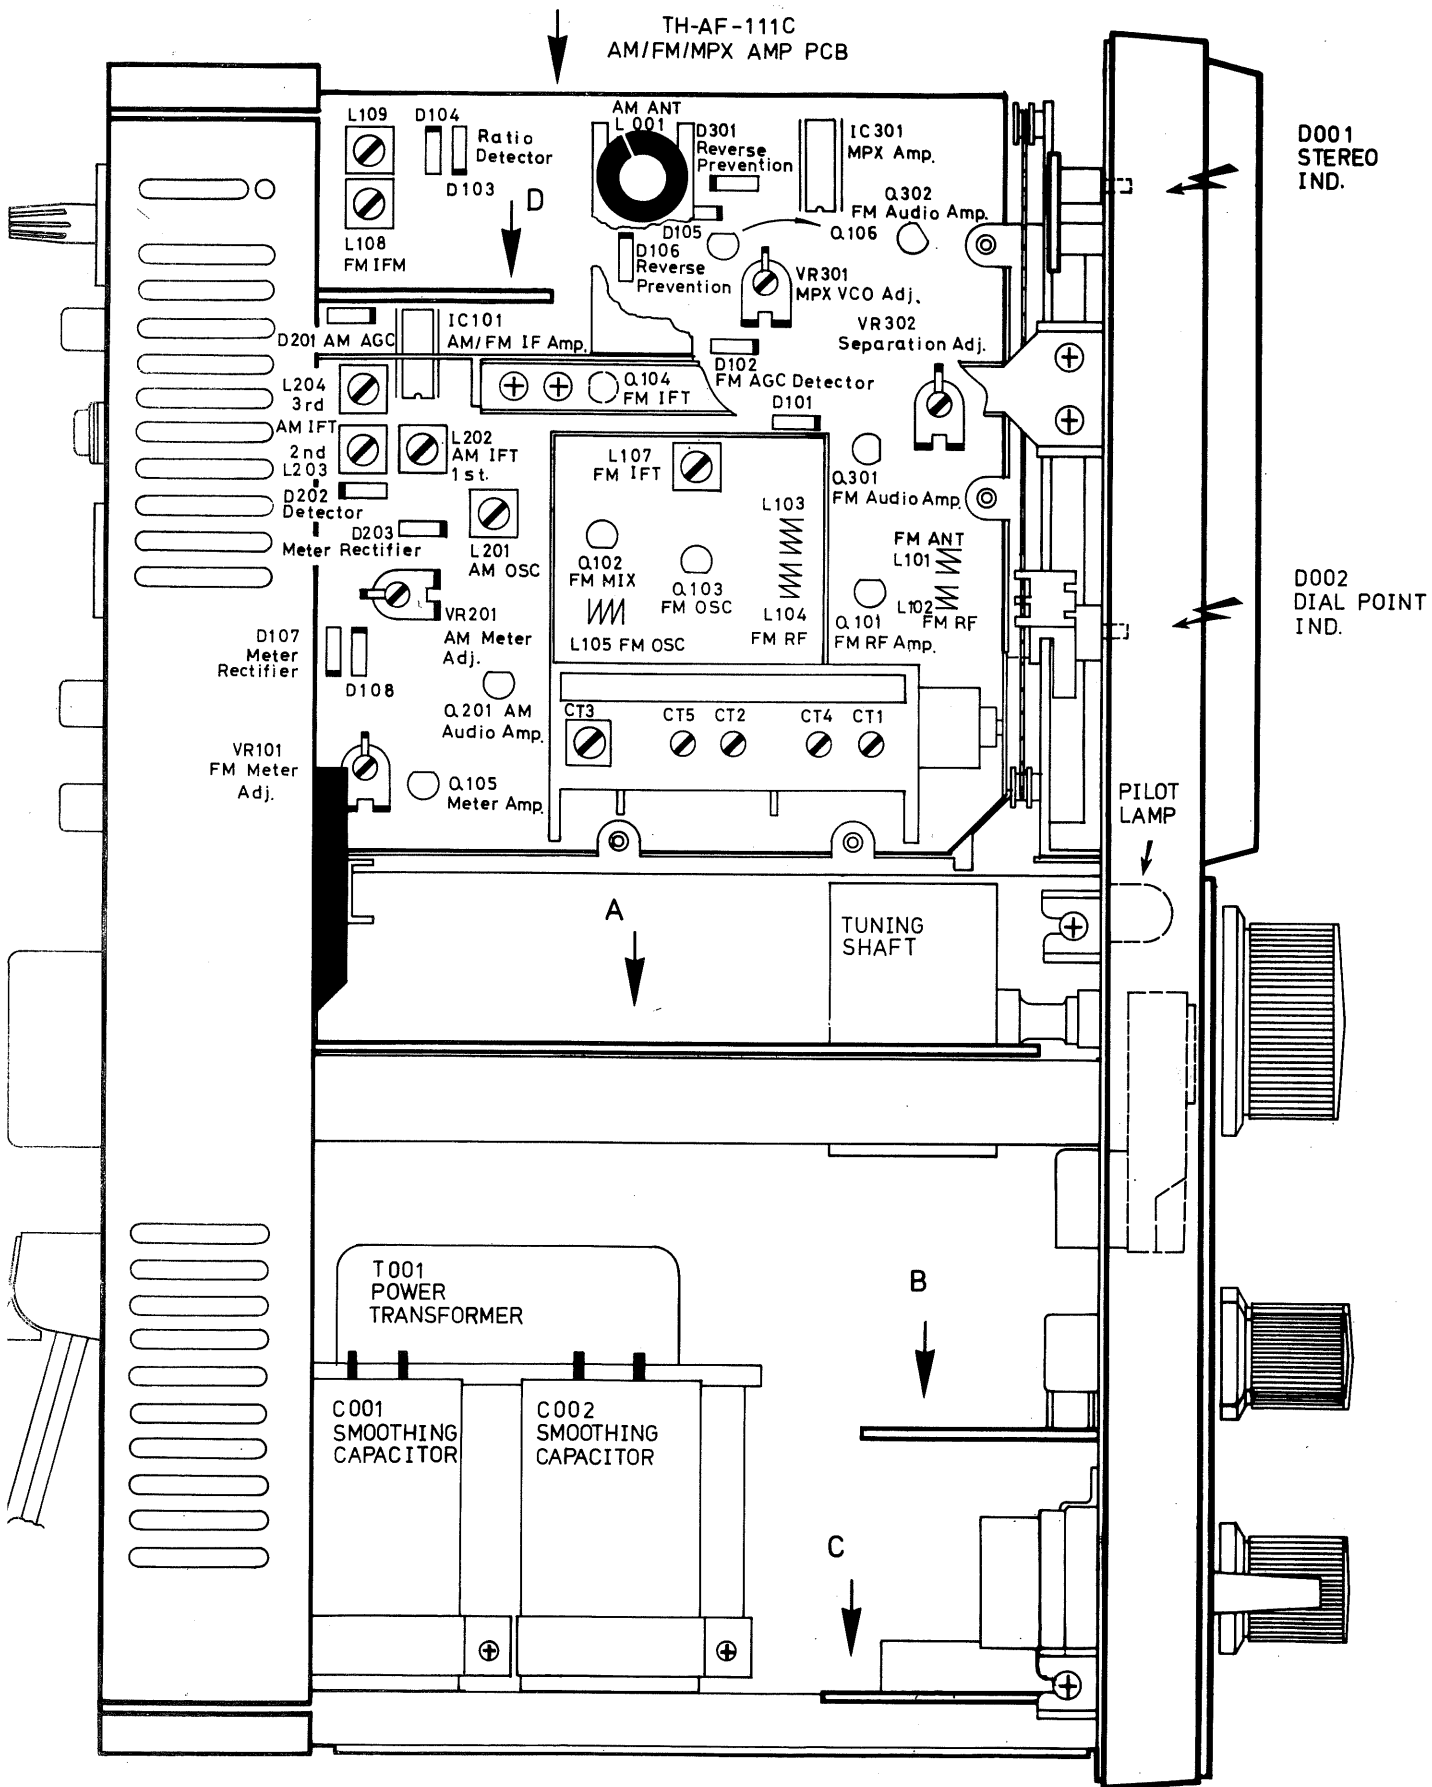 TH-AF-111C
AM/FM/MPX AMP PCB
L109
D104
Ratio
Detector
D103
L108
FM IFM
D
AM ANT
L001
D301
Reverse
Prevention
IC301
MPX Amp.
Q302
FM Audio Amp.
D105
Q106
D106
Reverse
Prevention
VR301
MPX VCO Adj.
D001
STEREO
IND.
D201 AM AGC
IC101
AM/FM IF Amp.
VR302
Separation Adj.
D102
FM AGC Detector
L204
3rd
AM IFT
2nd
L203
Q104
FM IFT
D101
L202
AM IFT
1st.
L107
FM IFT
Q301
FM Audio Amp.
D202
Detector
D203
Meter Rectifier
L201
AM OSC
L103
Q102
FM MIX
Q103
FM OSC
FM ANT
L101
L104
FM RF
L105 FM OSC
Q101
FM RF Amp.
L102
FM RF
D002
DIAL POINT
IND.
VR201
AM Meter
Adj.
D107
Meter
Rectifier
D108
Q201 AM
Audio Amp.
CT3
CT5
CT2
CT4
CT1
VR101
FM Meter
Adj.
Q105
Meter Amp.
PILOT
LAMP
A
TUNING
SHAFT
T001
POWER
TRANSFORMER
B
C001
SMOOTHING
CAPACITOR
C002
SMOOTHING
CAPACITOR
C